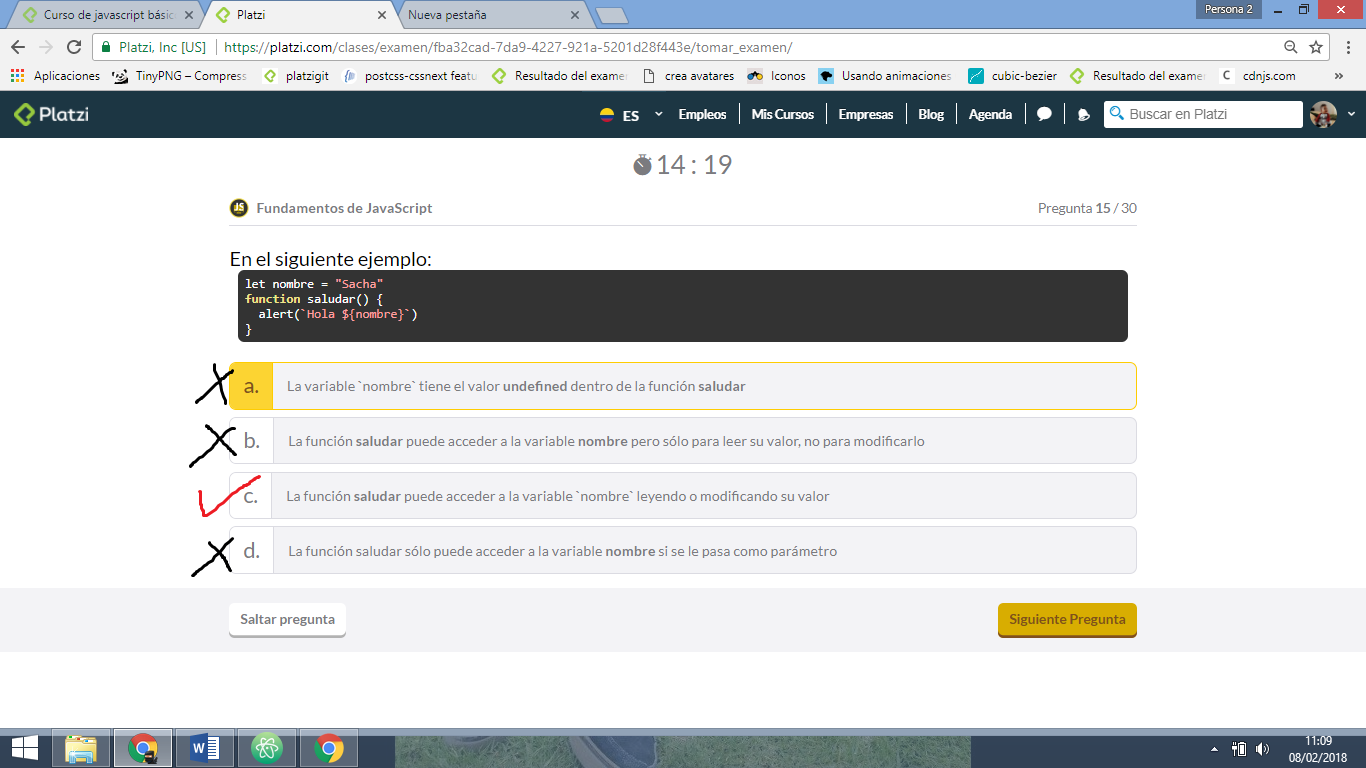 Curso de javascript básic
Platzi
Nueva pestaña
Persona 2
Platzi, Inc [US]
https://platzi.com/clases/examen/fba32cad-7da9-4227-921a-5201d28f443e/tomar_examen/
Aplicaciones
TinyPNG – Compress
platzigit
postcss-cssnext featu
Resultado del exame
crea avatares
Iconos
Usando animaciones
cubic-bezier
Resultado del exame
C cdnjs.com
»
Platzi
ES
Empleos
Mis Cursos
Empresas
Blog
Agenda
Buscar en Platzi
14 : 19
JS
Fundamentos de JavaScript
Pregunta 15 / 30
En el siguiente ejemplo:
let nombre = "Sacha"
function saludar() {
alert(`Hola ${nombre}`)
}
a. La variable `nombre` tiene el valor undefined dentro de la función saludar
b. La función saludar puede acceder a la variable nombre pero sólo para leer su valor, no para modificarlo
c. La función saludar puede acceder a la variable `nombre` leyendo o modificando su valor
d. La función saludar sólo puede acceder a la variable nombre si se le pasa como parámetro
Saltar pregunta
Siguiente Pregunta
11:09
08/02/2018